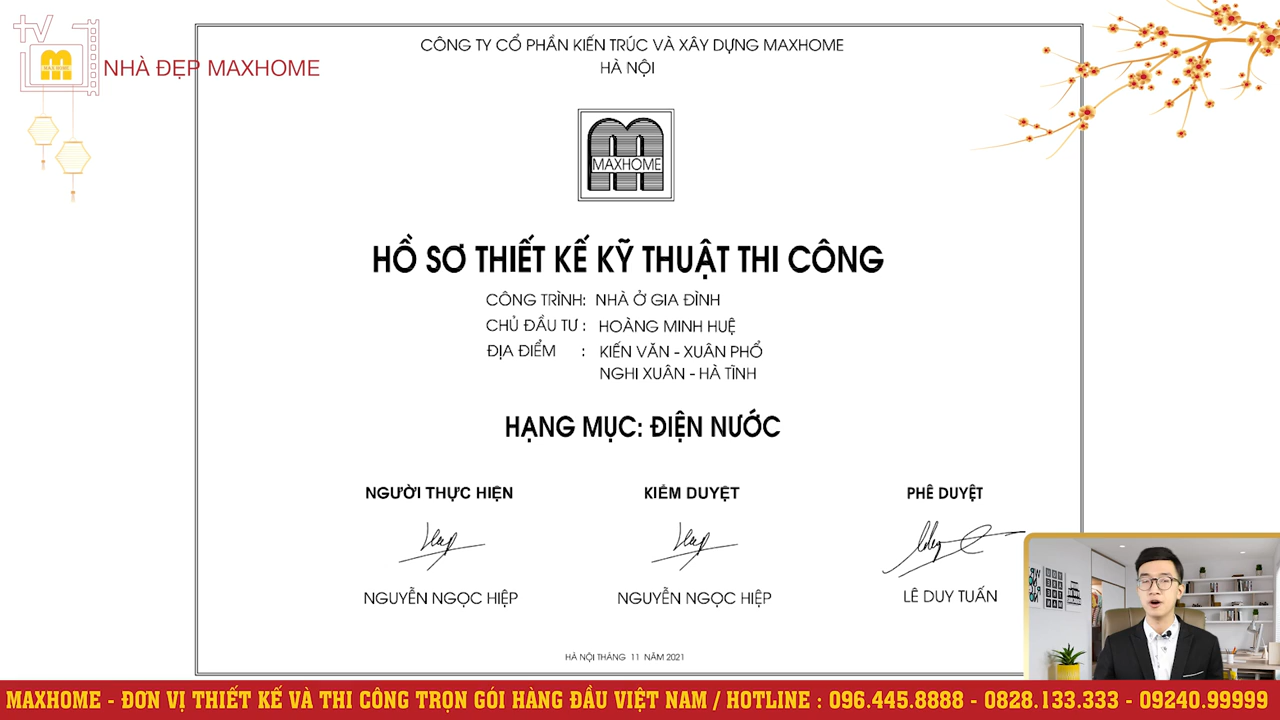 TV
MAX HOME
NHÀ ĐẸP MAXHOME
CÔNG TY CỔ PHẦN KIẾN TRÚC VÀ XÂY DỰNG MAXHOME
HÀ NỘI
MAXHOME
HỒ SƠ THIẾT KẾ KỸ THUẬT THI CÔNG
CÔNG TRÌNH: NHÀ Ở GIA ĐÌNH
CHỦ ĐẦU TƯ : HOÀNG MINH HUỆ
ĐỊA ĐIỂM : KIẾN VĂN - XUÂN PHỔ
NGHI XUÂN - HÀ TĨNH
HẠNG MỤC: ĐIỆN NƯỚC
NGƯỜI THỰC HIỆN KIỂM DUYỆT PHÊ DUYỆT
NGUYỄN NGỌC HIỆP NGUYỄN NGỌC HIỆP LÊ DUY TUẤN
HÀ NỘI THÁNG 11 NĂM 2021
MAXHOME - ĐƠN VỊ THIẾT KẾ VÀ THI CÔNG TRỌN GÓI HÀNG ĐẦU VIỆT NAM / HOTLINE : 096.445.8888 - 0828.133.333 - 09240.99999